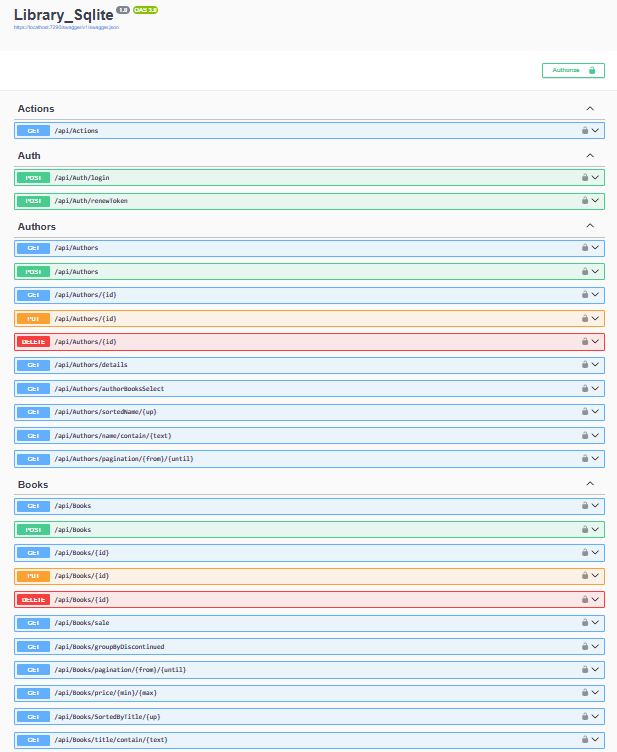 Library_Sqlite 1.0 OAS 3.0
https://localhost:7290/swagger/v1/swagger.json
Authorize
Actions
GET /api/Actions
Auth
POST /api/Auth/login
POST /api/Auth/renewToken
Authors
GET /api/Authors
POST /api/Authors
GET /api/Authors/{id}
PUT /api/Authors/{id}
DELETE /api/Authors/{id}
GET /api/Authors/details
GET /api/Authors/authorBooksSelect
GET /api/Authors/sortedName/{up}
GET /api/Authors/name/contain/{text}
GET /api/Authors/pagination/{from}/{until}
Books
GET /api/Books
POST /api/Books
GET /api/Books/{id}
PUT /api/Books/{id}
DELETE /api/Books/{id}
GET /api/Books/sale
GET /api/Books/groupByDiscontinued
GET /api/Books/pagination/{from}/{until}
GET /api/Books/price/{min}/{max}
GET /api/Books/SortedByTitle/{up}
GET /api/Books/title/contain/{text}